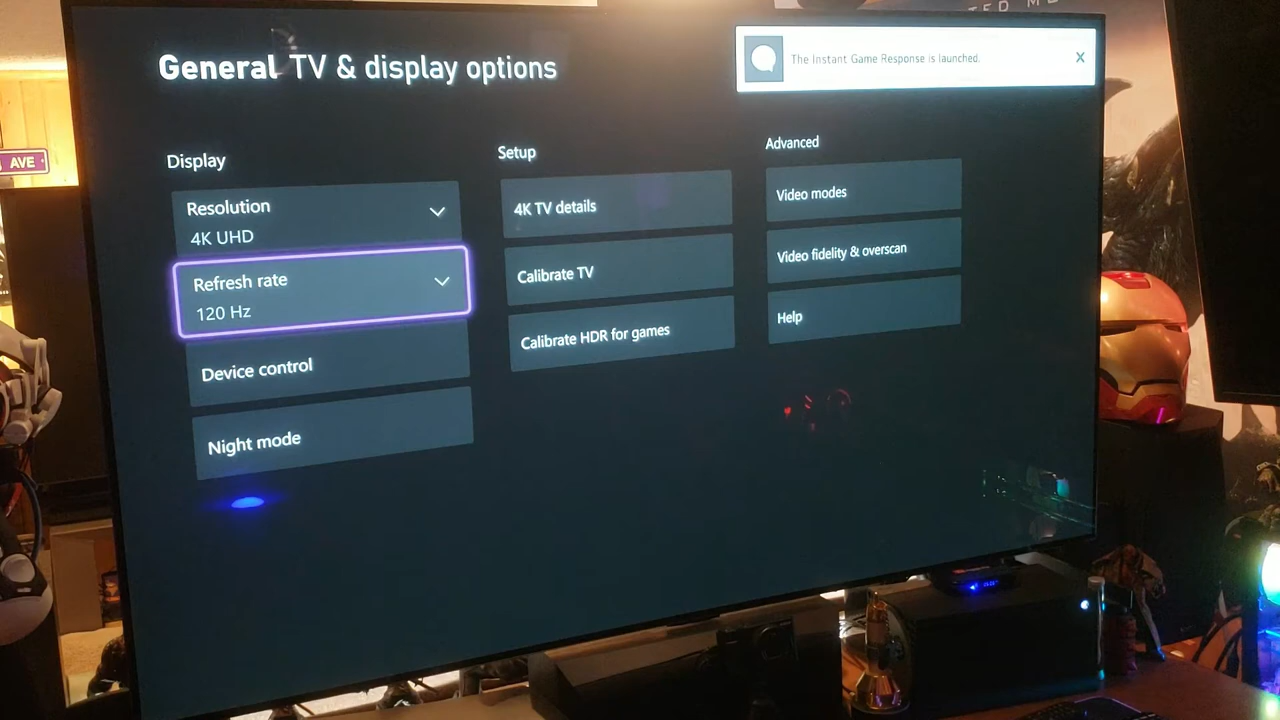 General TV & display options
The Instant Game Response is launched.
Display
Resolution
4K UHD
Refresh rate
120 Hz
Device control
Night mode
Setup
4K TV details
Calibrate TV
Calibrate HDR for games
Advanced
Video modes
Video fidelity & overscan
Help
AVE